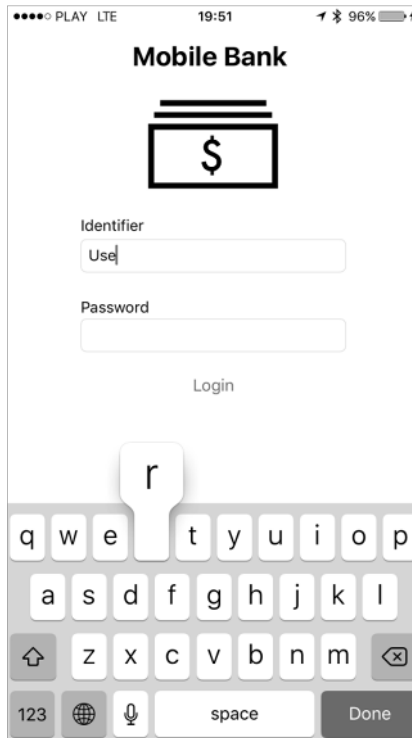 PLAY LTE 19:51 96%
Mobile Bank
$
Identifier
Use
Password
Login
r
q w e t y u i o p
a s d f g h j k l
z x c v b n m
123 space Done